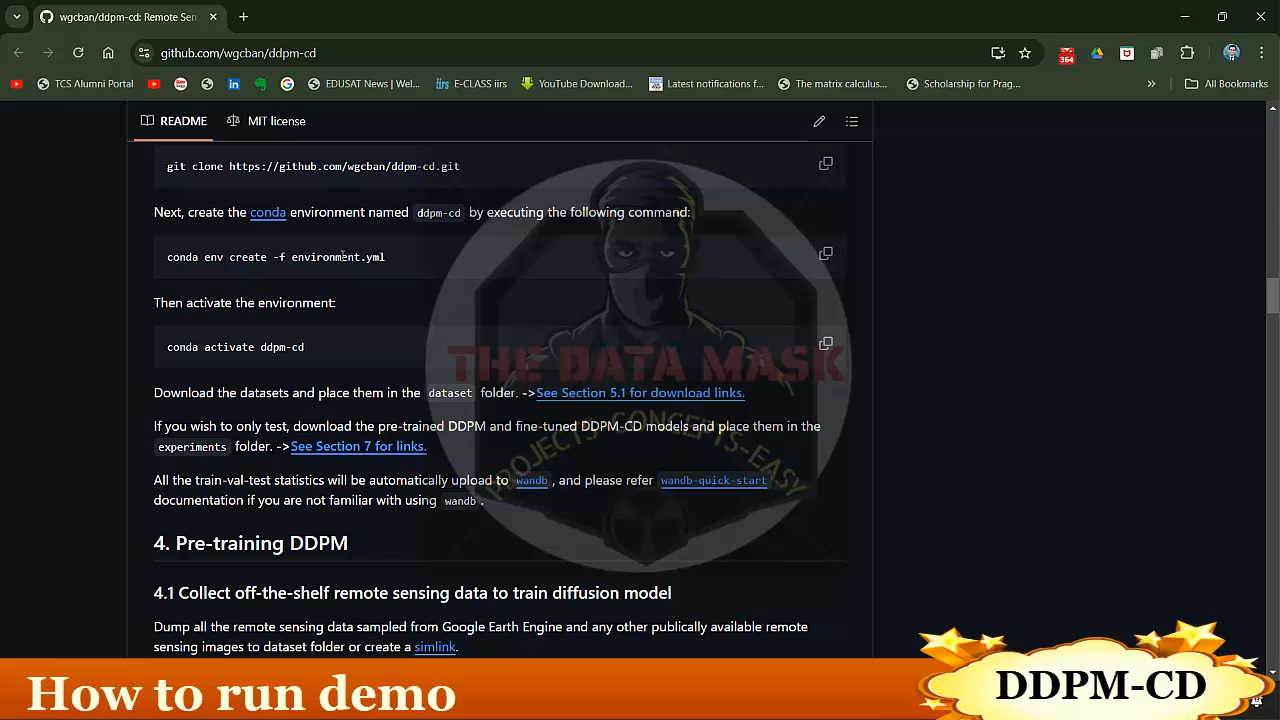 wgcban/ddpm-cd: Remote Sen
github.com/wgcban/ddpm-cd
364
TCS Alumni Portal
EDUSAT News | Wel...
iirs E-CLASS iirs
YouTube Download...
Latest notifications f...
The matrix calculus...
Scholarship for Prag...
All Bookmarks
README
MIT license
git clone https://github.com/wgcban/ddpm-cd.git
Next, create the conda environment named ddpm-cd by executing the following command:
conda env create -f environment.yml
Then activate the environment:
conda activate ddpm-cd
THE DATA MASK
PROJECTS-CONCEPTS-EASY
Download the datasets and place them in the dataset folder. ->See Section 5.1 for download links.
If you wish to only test, download the pre-trained DDPM and fine-tuned DDPM-CD models and place them in the
experiments folder. ->See Section 7 for links.
All the train-val-test statistics will be automatically upload to wandb, and please refer wandb-quick-start
documentation if you are not familiar with using wandb.
4. Pre-training DDPM
4.1 Collect off-the-shelf remote sensing data to train diffusion model
Dump all the remote sensing data sampled from Google Earth Engine and any other publically available remote
sensing images to dataset folder or create a simlink.
How to run demo
DDPM-CD